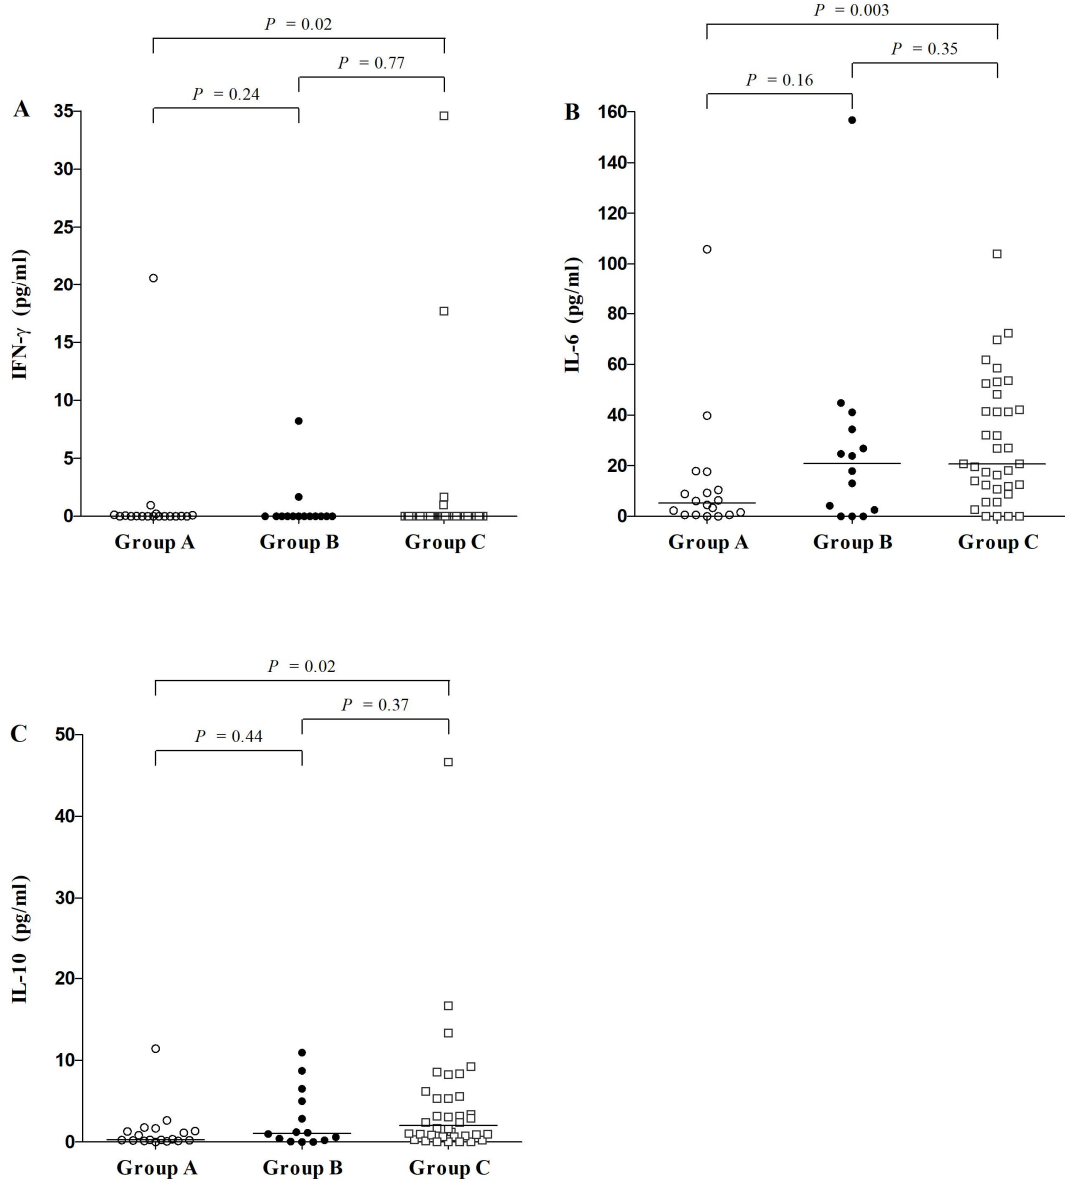 P = 0.02
P = 0.77
P = 0.24
A
35
30
25
20
15
10
5
0
IFN-γ (pg/ml)
Group A Group B Group C
P = 0.003
P = 0.35
P = 0.16
B
160
140
120
100
80
60
40
20
0
IL-6 (pg/ml)
Group A Group B Group C
P = 0.02
P = 0.37
P = 0.44
C
50
40
30
20
10
0
IL-10 (pg/ml)
Group A Group B Group C